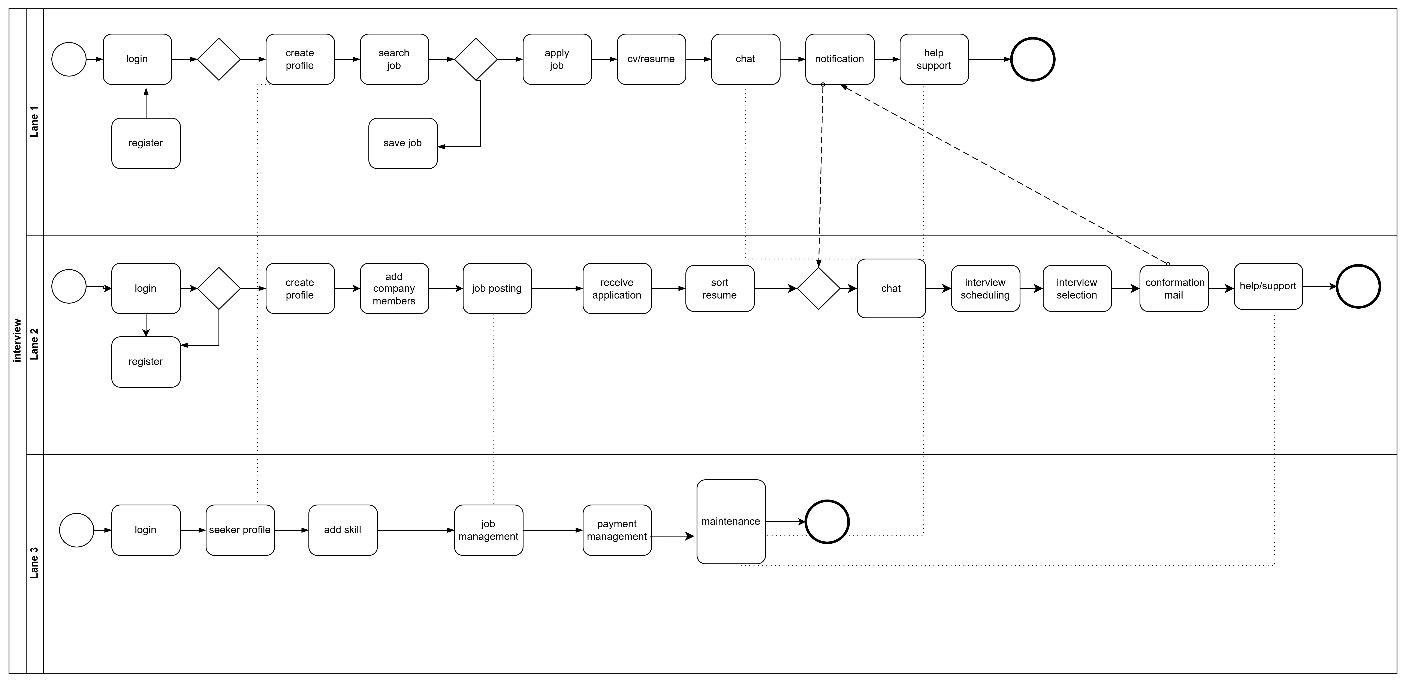 interview
Lane 1
login
create
profile
search
job
apply
job
cv/resume
chat
notification
help
support
register
save job
Lane 2
login
create
profile
add
company
members
job posting
receive
application
sort
resume
chat
interview
scheduling
interview
selection
conformation
mail
help/support
register
Lane 3
login
seeker profile
add skill
job
management
payment
management
maintenance